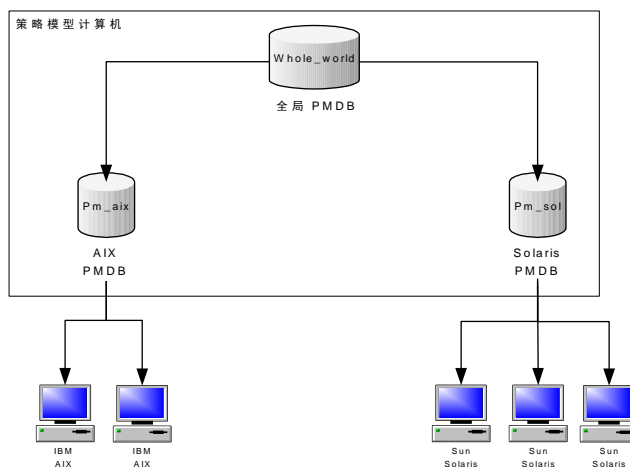 策略模型计算机
Whole_world
全局 PMDB
Pm_aix
Pm_sol
AIX
PMDB
Solaris
PMDB
IBM
AIX
IBM
AIX
Sun
Solaris
Sun
Solaris
Sun
Solaris